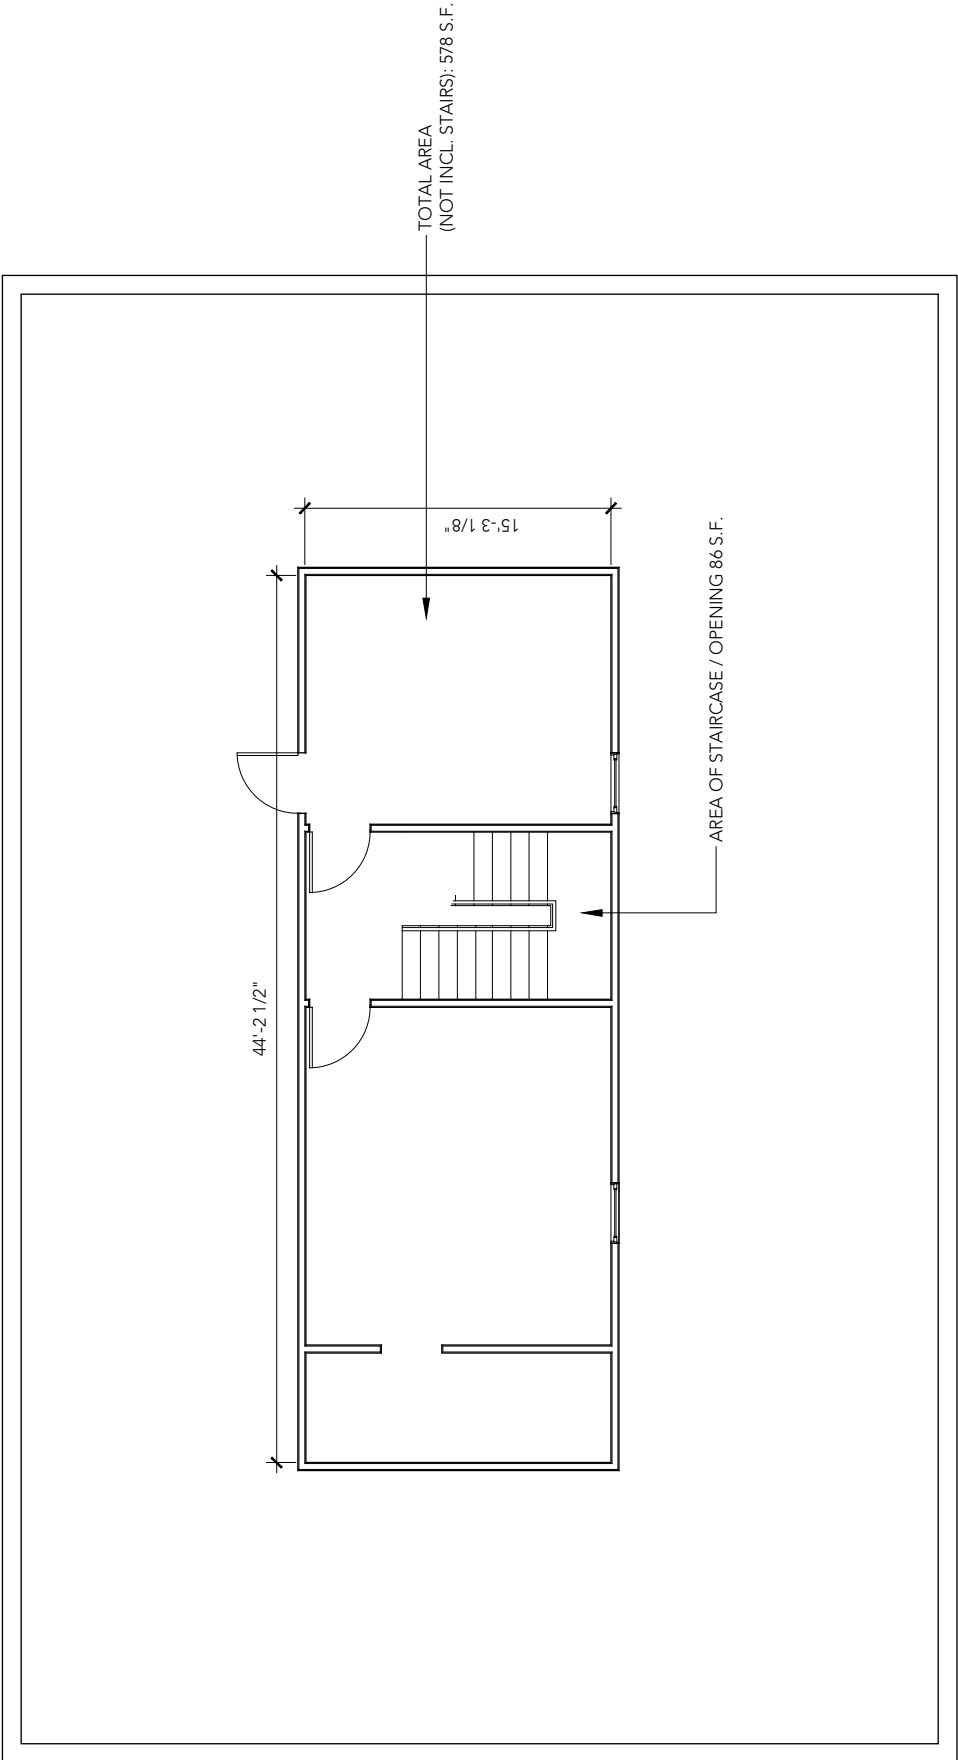 TOTAL AREA
(NOT INCL. STAIRS): 578 S.F.
15'-3 1/8"
44'-2 1/2"
AREA OF STAIRCASE / OPENING 86 S.F.